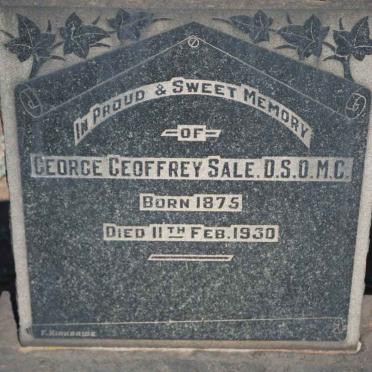 IN PROUD & SWEET MEMORY
OF
GEORGE GEOFFREY SALE. D.S.O. M.C.
BORN 1875
DIED 11TH FEB. 1930
F. KIRKBRIDE